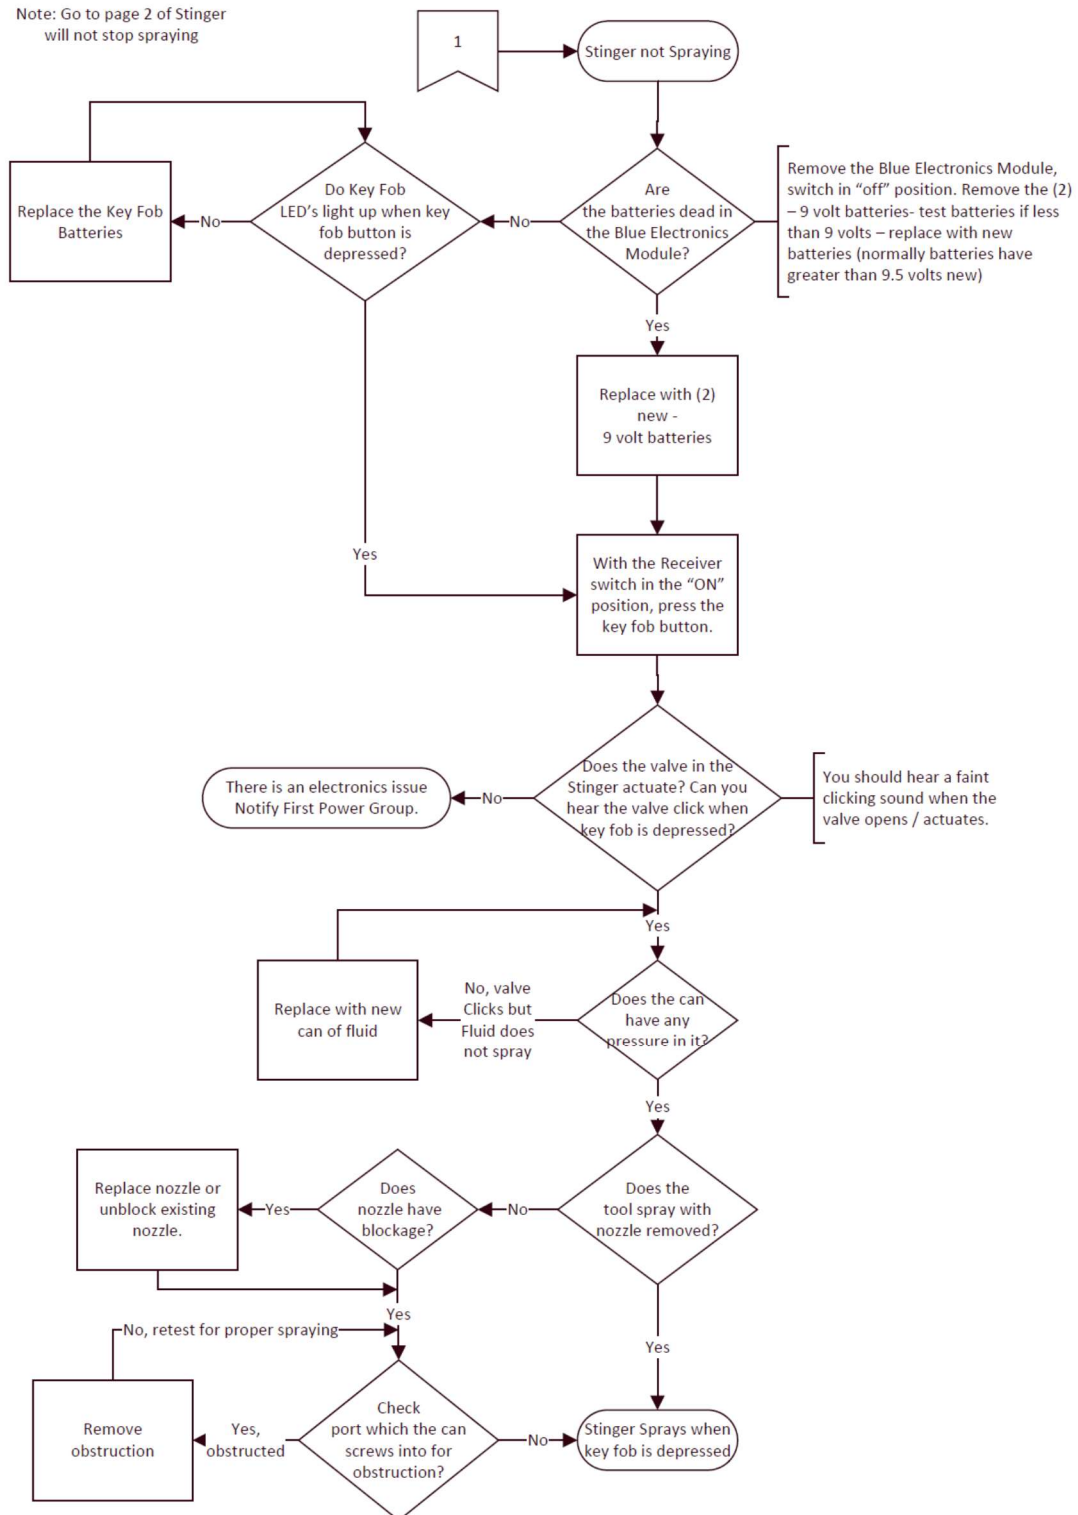 Note: Go to page 2 of Stinger
will not stop spraying
1
Stinger not Spraying
Do Key Fob
LED's light up when key
fob button is
depressed?
No
Replace the Key Fob
Batteries
No
Are
the batteries dead in
the Blue Electronics
Module?
Remove the Blue Electronics Module,
switch in “off” position. Remove the (2)
– 9 volt batteries- test batteries if less
than 9 volts – replace with new
batteries (normally batteries have
greater than 9.5 volts new)
Yes
Replace with (2)
new -
9 volt batteries
Yes
With the Receiver
switch in the “ON”
position, press the
key fob button.
Does the valve in the
Stinger actuate? Can you
hear the valve click when
key fob is depressed?
You should hear a faint
clicking sound when the
valve opens / actuates.
No
There is an electronics issue
Notify First Power Group.
Yes
Does the can
have any
pressure in it?
No, valve
Clicks but
Fluid does
not spray
Replace with new
can of fluid
Yes
Does the
tool spray with
nozzle removed?
No
Does
nozzle have
blockage?
Yes
Replace nozzle or
unblock existing
nozzle.
Yes
No, retest for proper spraying
Yes
Check
port which the can
screws into for
obstruction?
Yes,
obstructed
Remove
obstruction
No
Stinger Sprays when
key fob is depressed